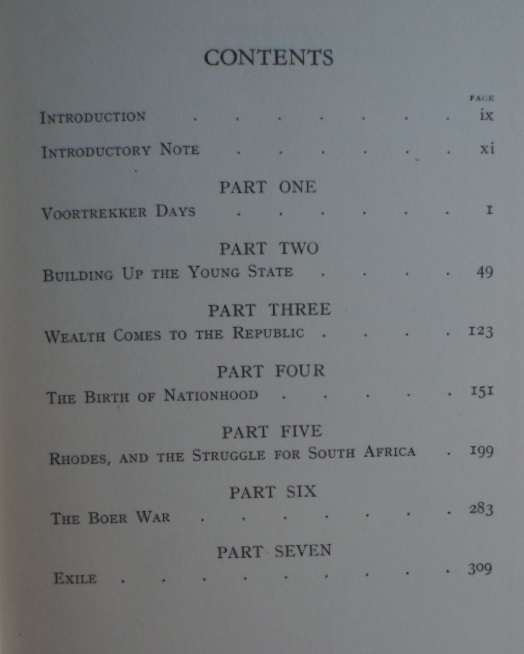 CONTENTS
PAGE
INTRODUCTION . . . . . . . ix
INTRODUCTORY NOTE . . . . . . xi
PART ONE
VOORTREKKER DAYS . . . . . . 1
PART TWO
BUILDING UP THE YOUNG STATE . . . . 49
PART THREE
WEALTH COMES TO THE REPUBLIC . . . . 123
PART FOUR
THE BIRTH OF NATIONHOOD . . . . . 151
PART FIVE
RHODES, AND THE STRUGGLE FOR SOUTH AFRICA . 199
PART SIX
THE BOER WAR . . . . . . . 283
PART SEVEN
EXILE . . . . . . . . . 309